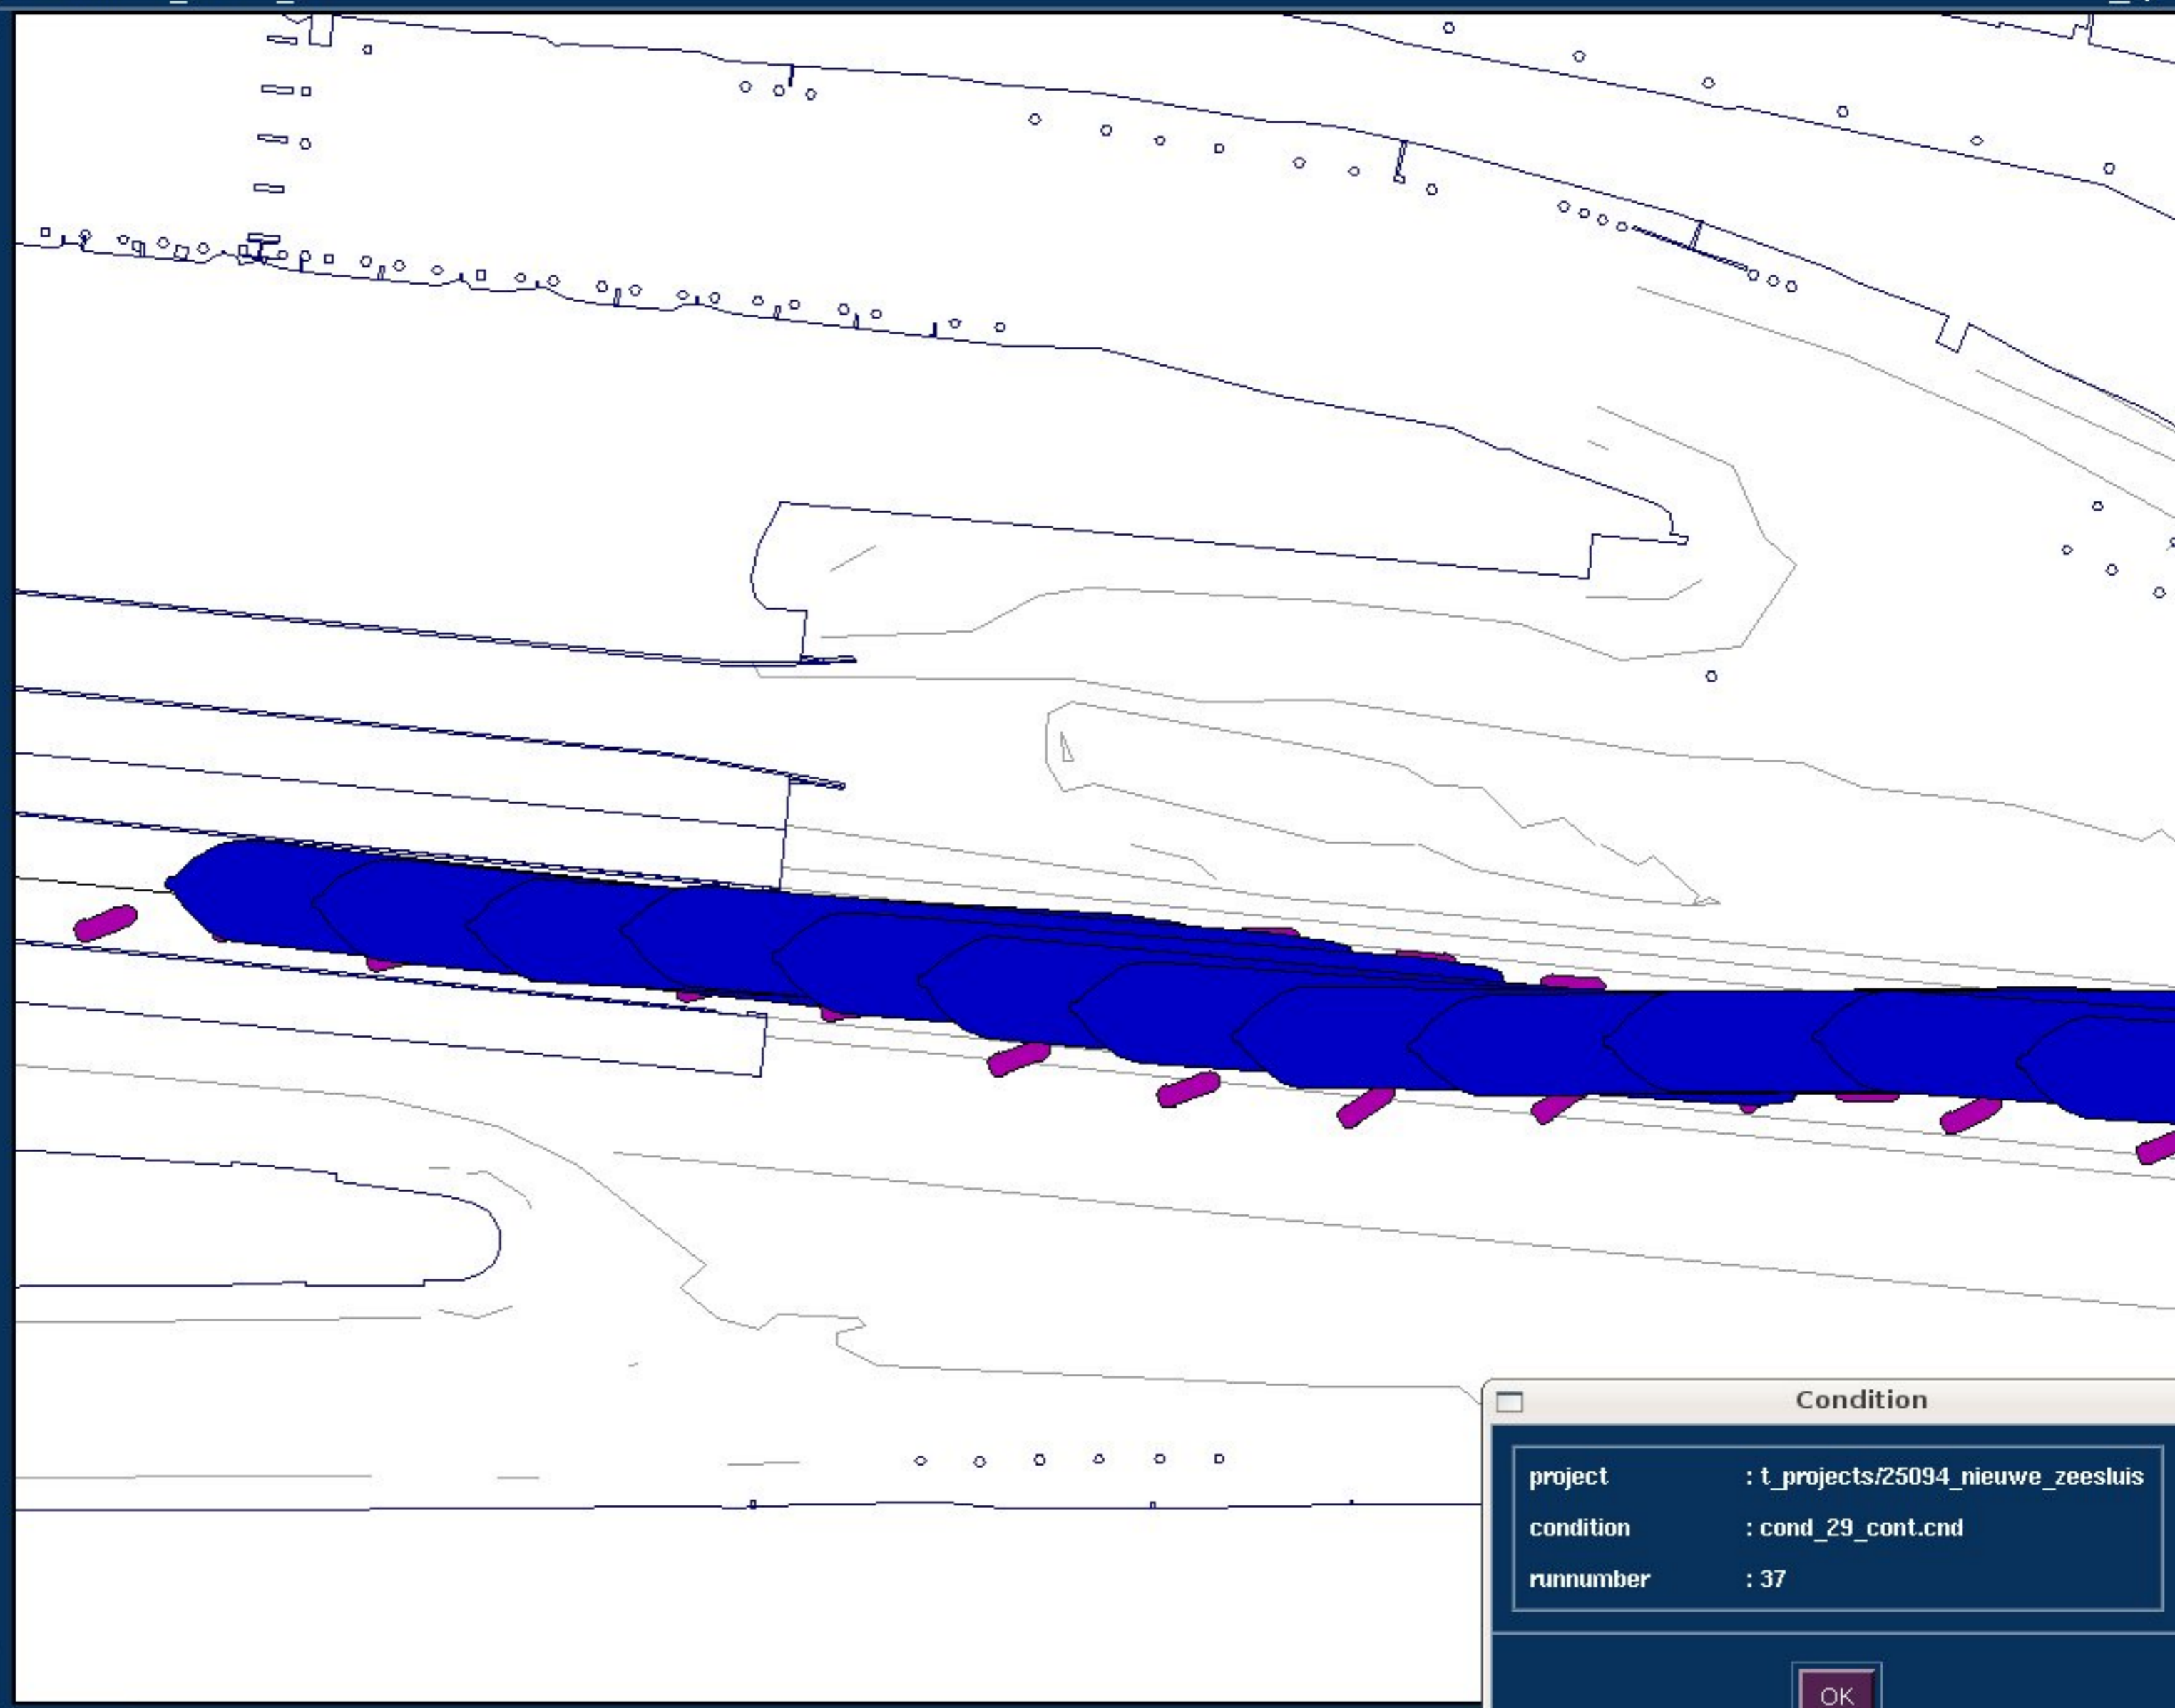 Condition
project : t_projects/25094_nieuwe_zeesluis
condition : cond_29_cont.cnd
runnumber : 37
OK